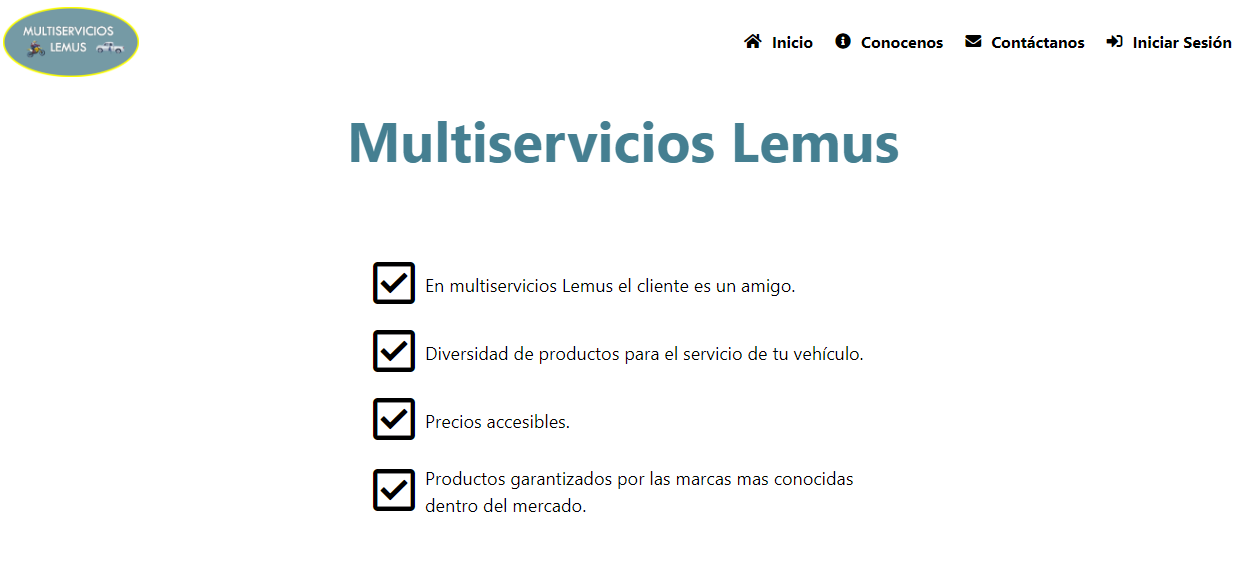 MULTISERVICIOS
LEMUS
Inicio Conocenos Contáctanos Iniciar Sesión
Multiservicios Lemus
En multiservicios Lemus el cliente es un amigo.
Diversidad de productos para el servicio de tu vehículo.
Precios accesibles.
Productos garantizados por las marcas mas conocidas
dentro del mercado.